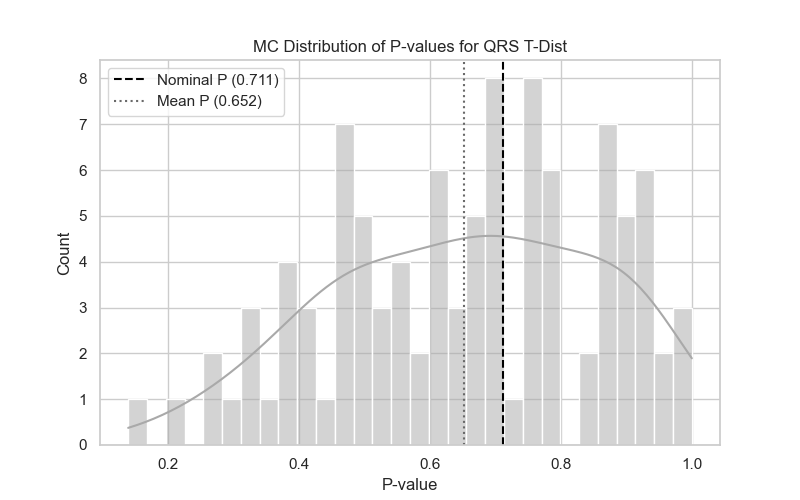 MC Distribution of P-values for QRS T-Dist
Nominal P (0.711)
Mean P (0.652)
8
7
6
5
4
3
2
1
0
Count
0.2 0.4 0.6 0.8 1.0
P-value